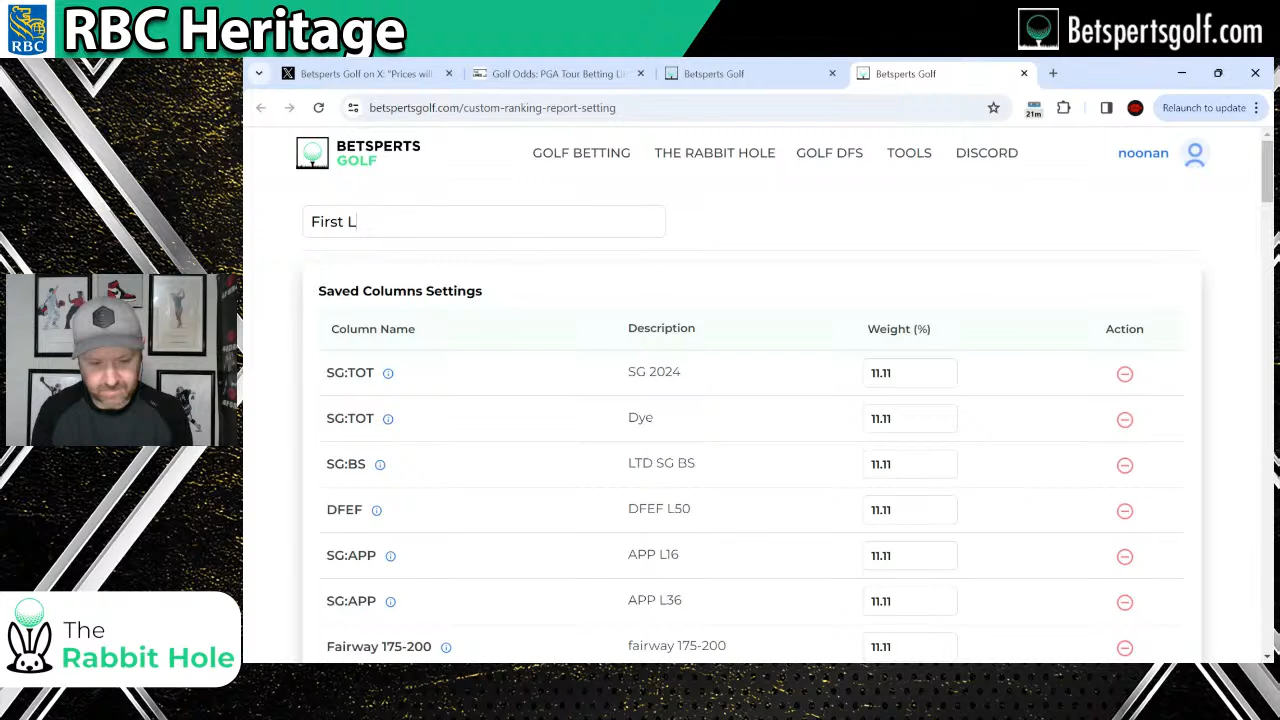 RBC
RBC Heritage
Betspertsgolf.com
Betsperts Golf on X: "Prices will
Golf Odds: PGA Tour Betting Li
Betsperts Golf
Betsperts Golf
betspertsgolf.com/custom-ranking-report-setting
21m
Relaunch to update
BETSPERTS
GOLF
GOLF BETTING
THE RABBIT HOLE
GOLF DFS
TOOLS
DISCORD
noonan
First L
Saved Columns Settings
Column Name Description Weight (%) Action
SG:TOT SG 2024 11.11
SG:TOT Dye 11.11
SG:BS LTD SG BS 11.11
DFEF DFEF L50 11.11
SG:APP APP L16 11.11
SG:APP APP L36 11.11
Fairway 175-200 fairway 175-200 11.11
The
Rabbit Hole